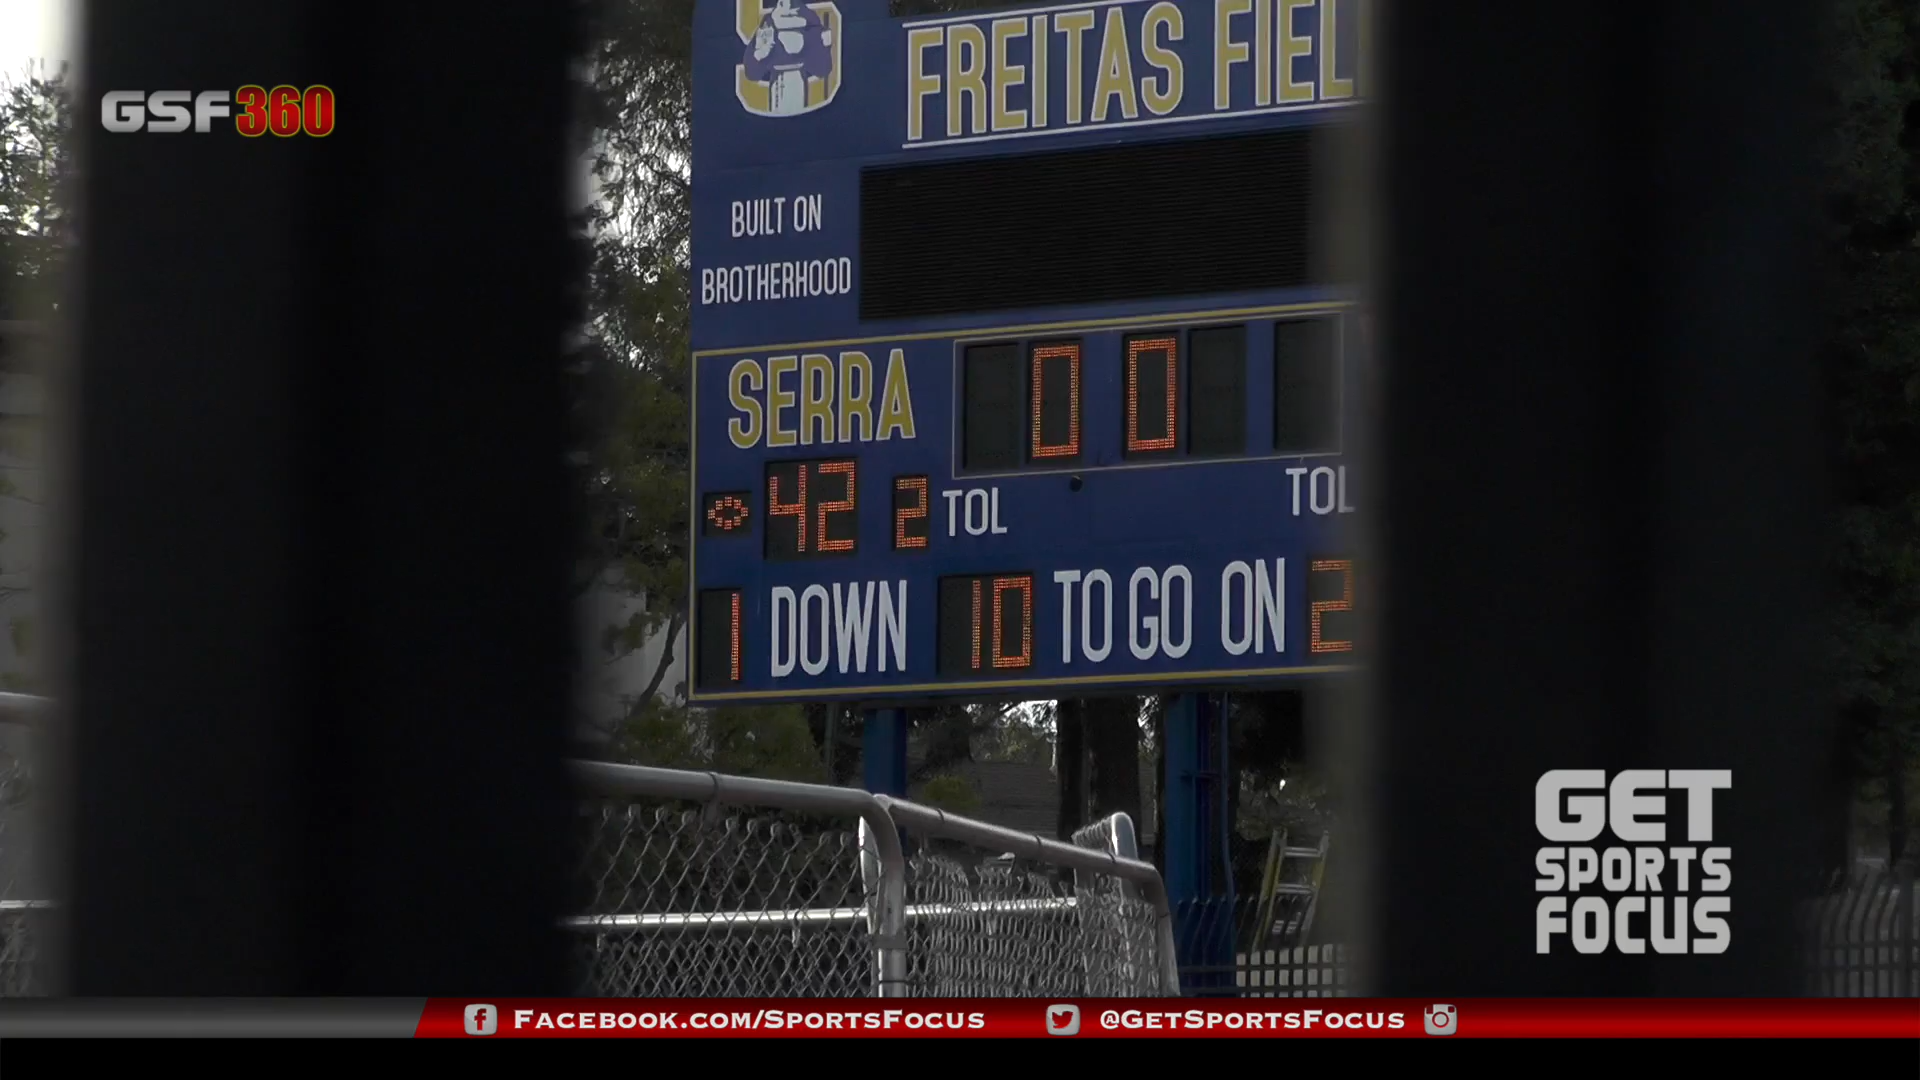 GSF360
FREITAS FIEL
BUILT ON
BROTHERHOOD
SERRA
0 0
42 2 TOL
TOL
1 DOWN 10 TO GO ON 2
GET
SPORTS
FOCUS
FACEBOOK.COM/SPORTSFOCUS @GETSPORTSFOCUS